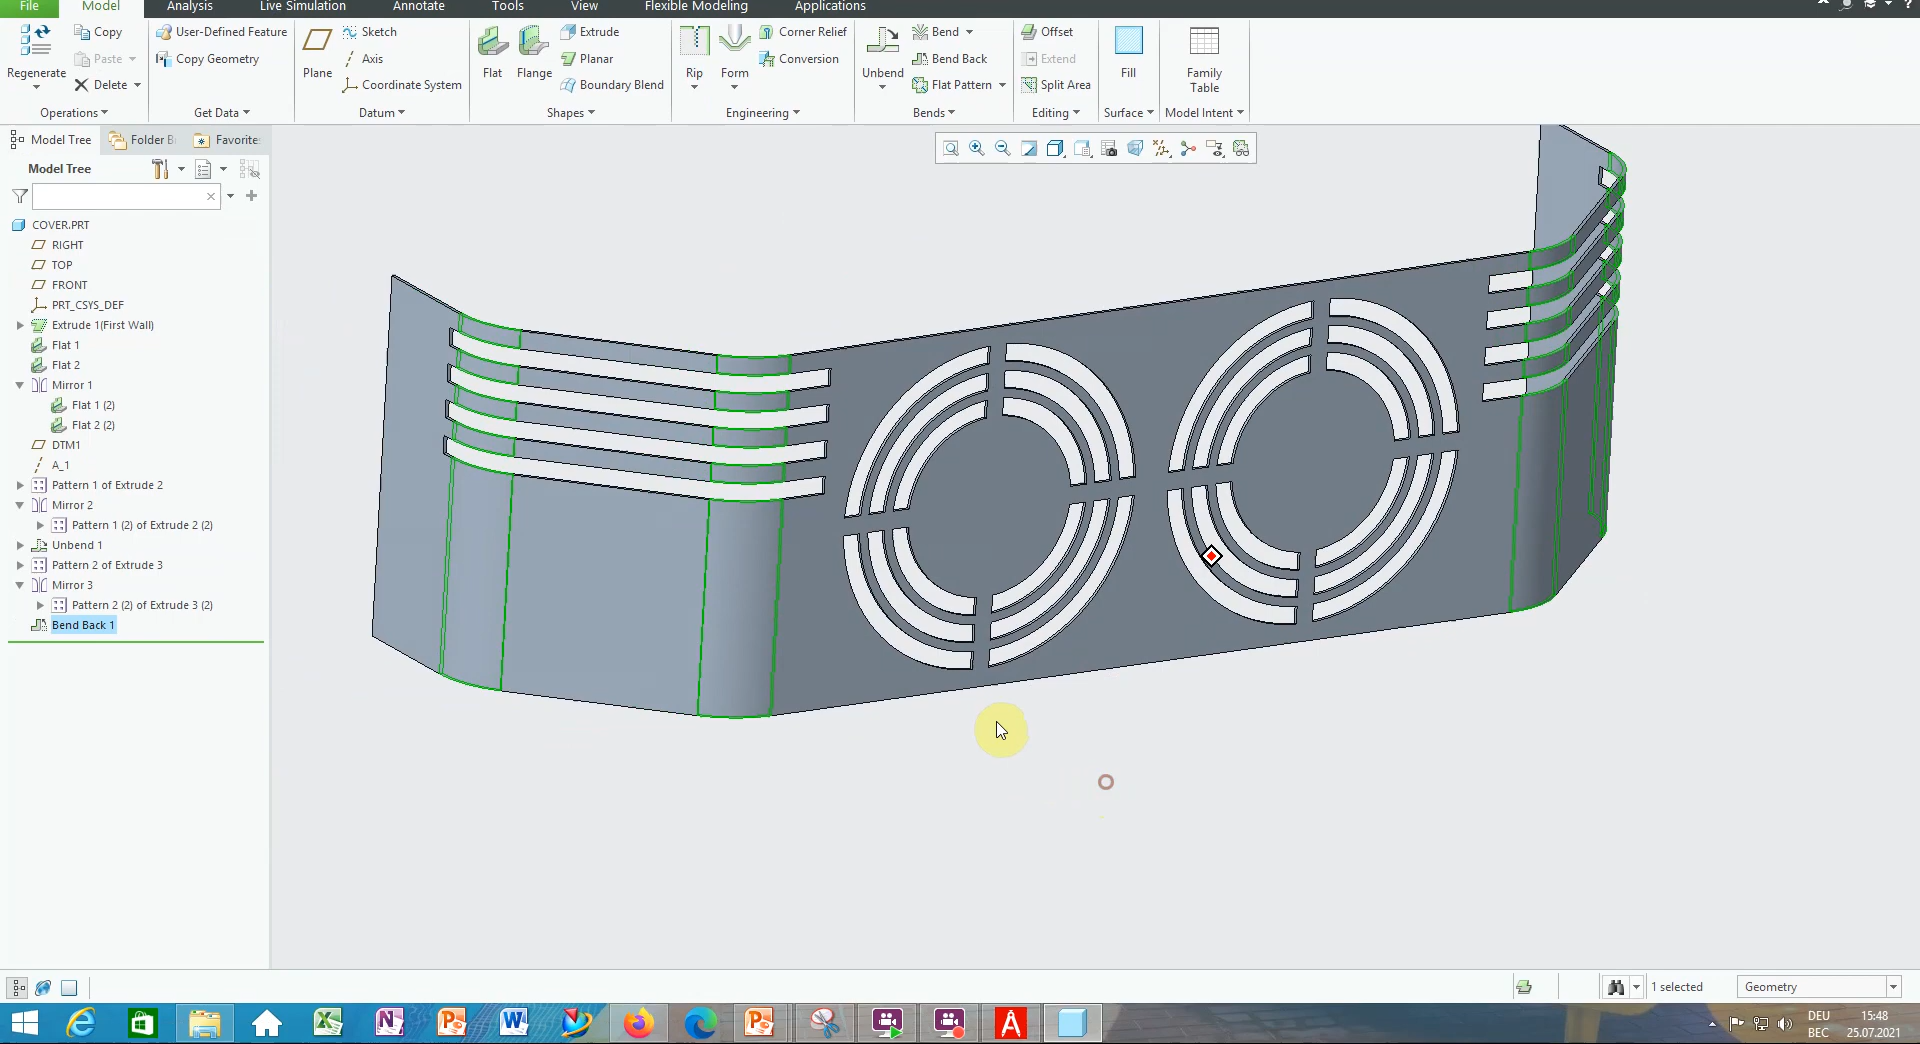 File Model Analysis Live Simulation Annotate Tools View Flexible Modeling Applications
Regenerate
Copy
Paste
Delete
Operations
User-Defined Feature
Copy Geometry
Get Data
Plane
Sketch
Axis
Coordinate System
Datum
Flat
Flange
Extrude
Planar
Boundary Blend
Shapes
Rip
Form
Corner Relief
Conversion
Engineering
Unbend
Bend
Bend Back
Flat Pattern
Bends
Offset
Extend
Split Area
Editing
Fill
Surface
Family
Table
Model Intent
Model Tree
Folder B
Favorite
Model Tree
COVER.PRT
RIGHT
TOP
FRONT
PRT_CSYS_DEF
Extrude 1(First Wall)
Flat 1
Flat 2
Mirror 1
Flat 1 (2)
Flat 2 (2)
DTM1
A_1
Pattern 1 of Extrude 2
Mirror 2
Pattern 1 (2) of Extrude 2 (2)
Unbend 1
Pattern 2 of Extrude 3
Mirror 3
Pattern 2 (2) of Extrude 3 (2)
Bend Back 1
1 selected
Geometry
DEU
BEC
15:48
25.07.2021